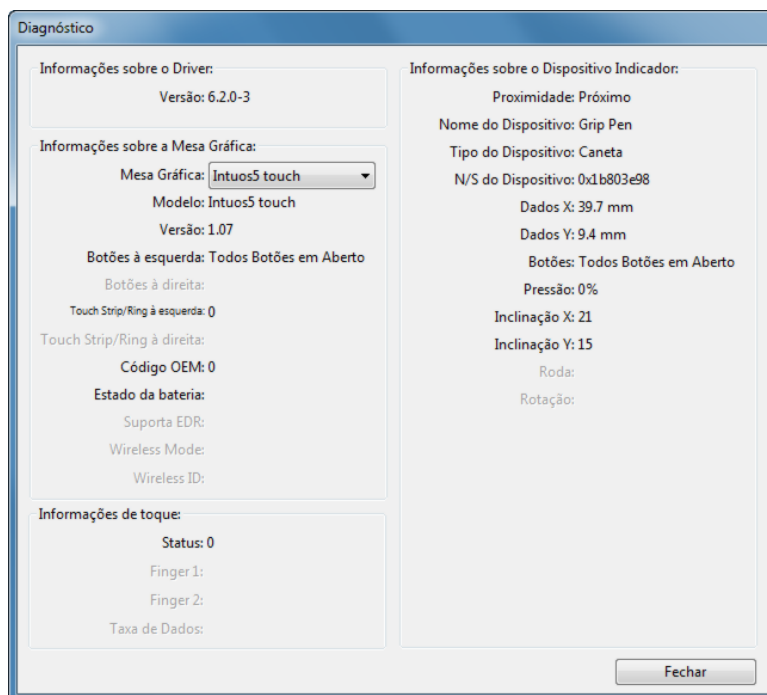 Diagnóstico
Informações sobre o Driver:
Versão: 6.2.0-3
Informações sobre a Mesa Gráfica:
Mesa Gráfica: Intuos5 touch
Modelo: Intuos5 touch
Versão: 1.07
Botões à esquerda: Todos Botões em Aberto
Botões à direita:
Touch Strip/Ring à esquerda: 0
Touch Strip/Ring à direita:
Código OEM: 0
Estado da bateria:
Suporta EDR:
Wireless Mode:
Wireless ID:
Informações de toque:
Status: 0
Finger 1:
Finger 2:
Taxa de Dados:
Informações sobre o Dispositivo Indicador:
Proximidade: Próximo
Nome do Dispositivo: Grip Pen
Tipo do Dispositivo: Caneta
N/S do Dispositivo: 0x1b803e98
Dados X: 39.7 mm
Dados Y: 9.4 mm
Botões: Todos Botões em Aberto
Pressão: 0%
Inclinação X: 21
Inclinação Y: 15
Roda:
Rotação:
Fechar